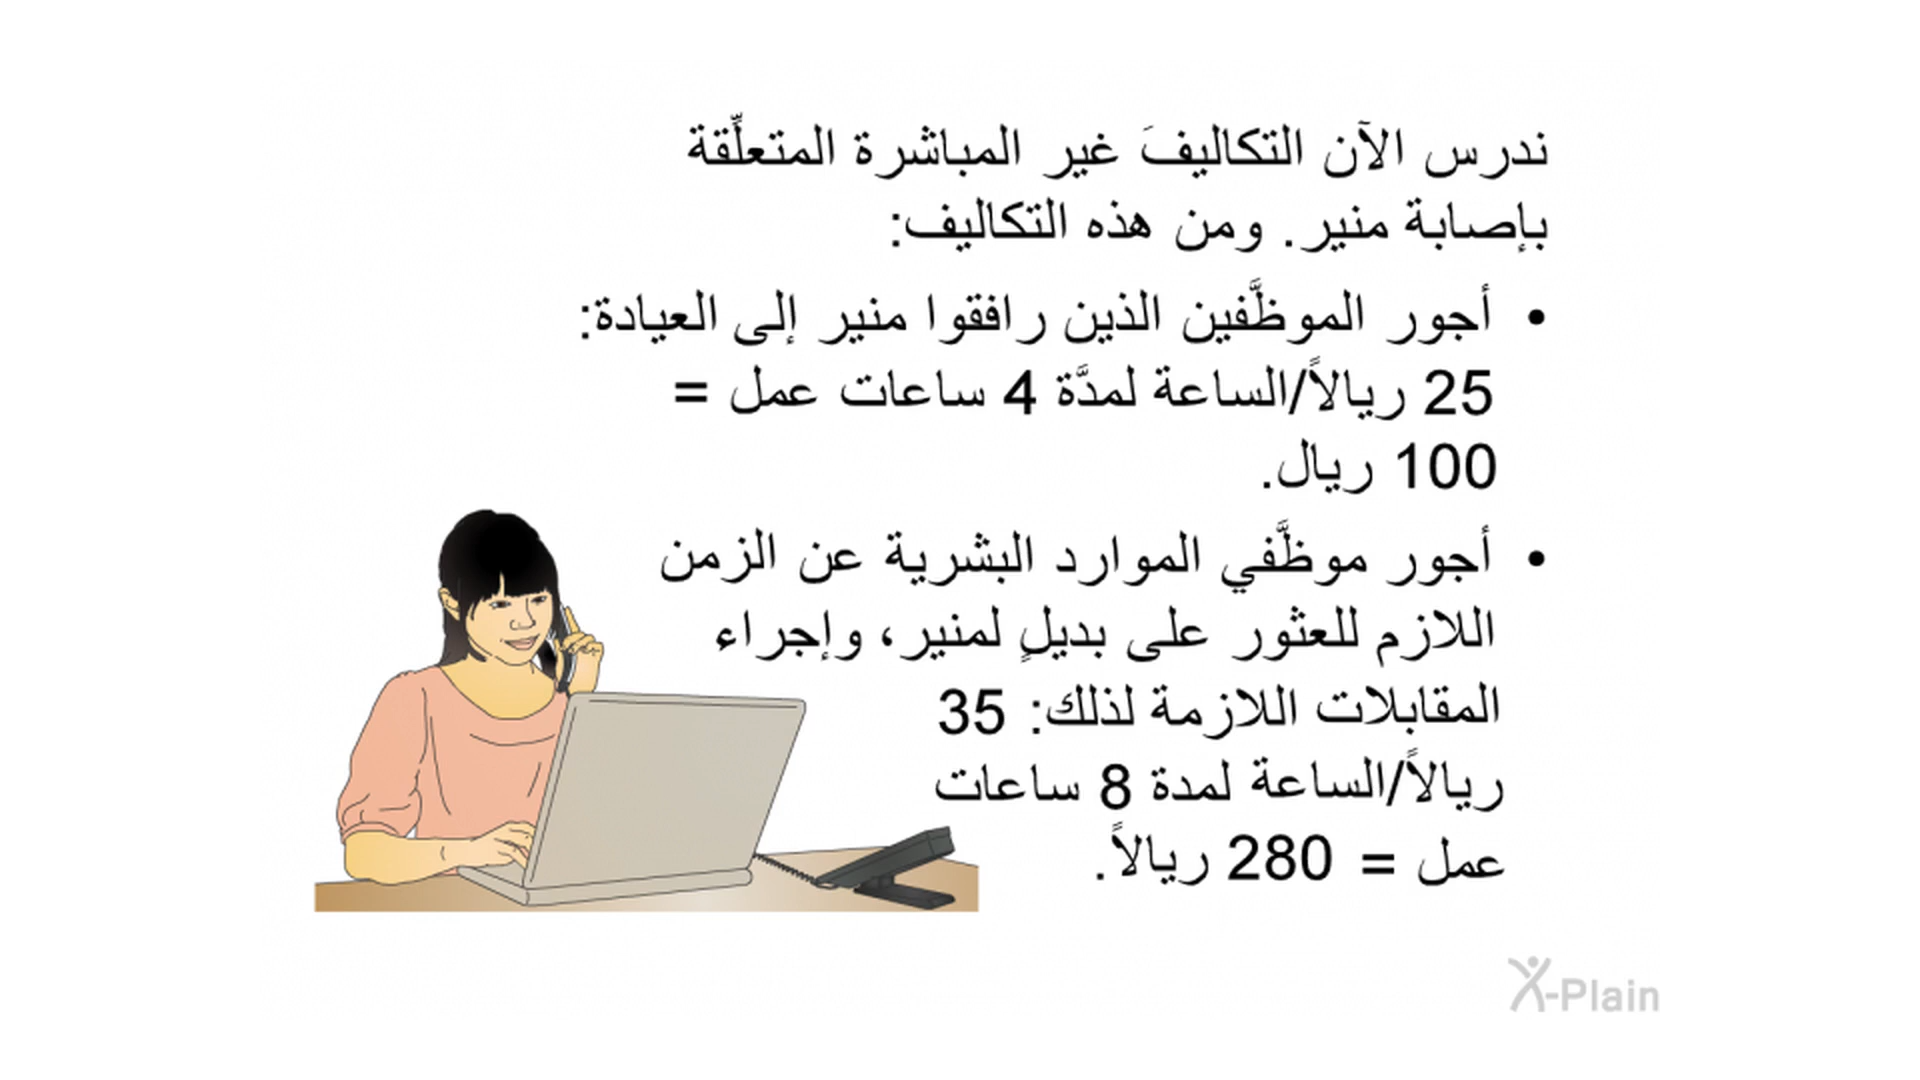 ندرس الآن التكاليفَ غير المباشرة المتعلِّقة
بإصابة منير. ومن هذه التكاليف:
• أجور الموظَّفين الذين رافقوا منير إلى العيادة:
25 ريالاً/الساعة لمدَّة 4 ساعات عمل =
100 ريال.
• أجور موظَّفي الموارد البشرية عن الزمن
اللازم للعثور على بديلٍ لمنير، وإجراء
المقابلات اللازمة لذلك: 35
ريالاً/الساعة لمدة 8 ساعات
عمل = 280 ريالاً.
X-Plain